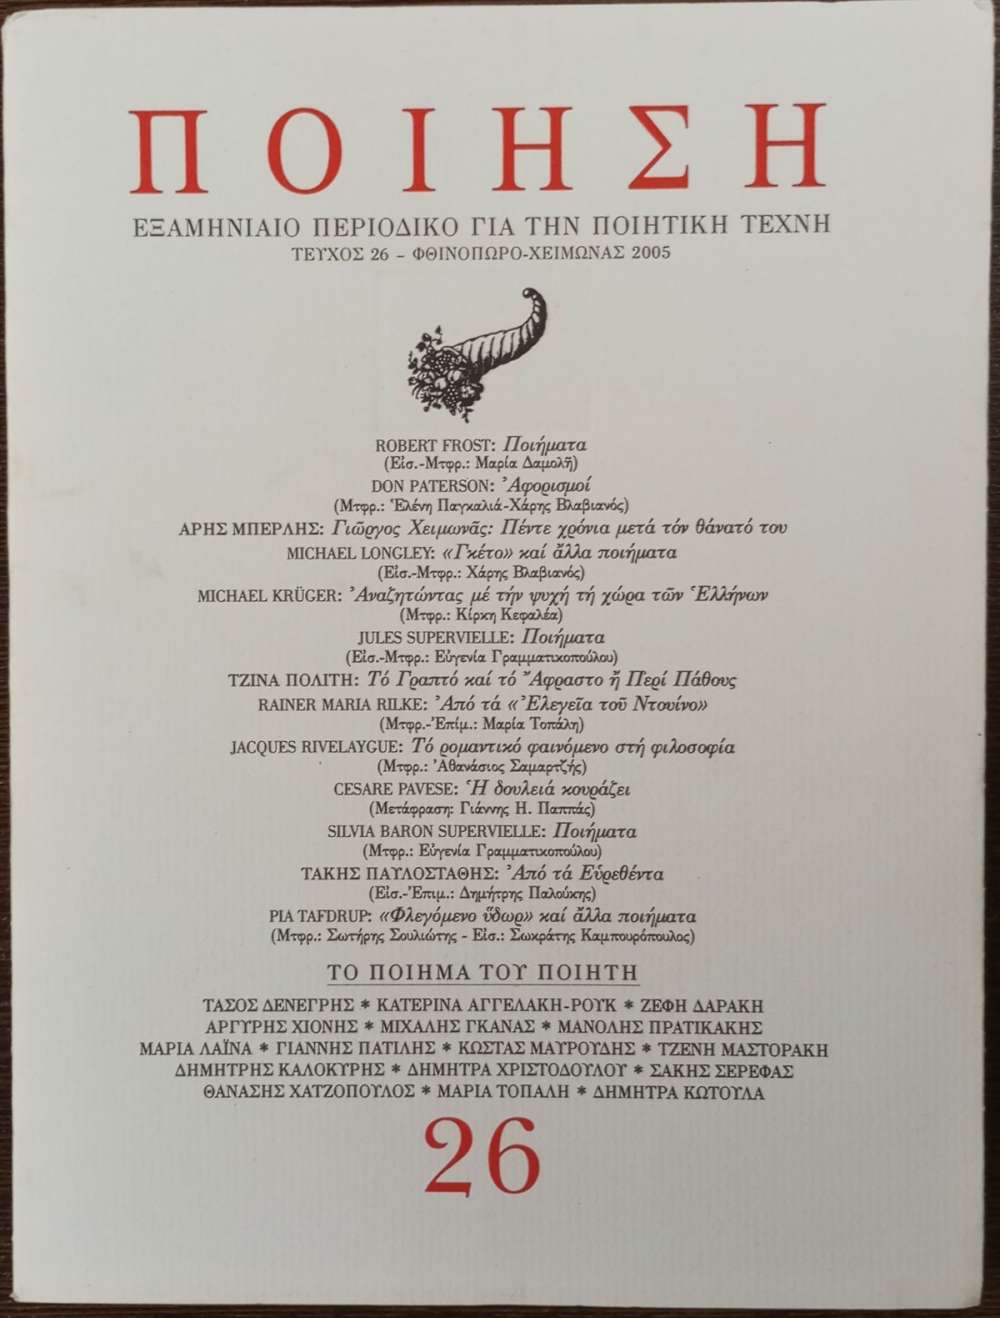 ΠΟΙΗΣΗ
ΕΞΑΜΗΝΙΑΙΟ ΠΕΡΙΟΔΙΚΟ ΓΙΑ ΤΗΝ ΠΟΙΗΤΙΚΗ ΤΕΧΝΗ
ΤΕΥΧΟΣ 26 – ΦΘΙΝΟΠΩΡΟ-ΧΕΙΜΩΝΑΣ 2005
ROBERT FROST: Ποιήματα
(Εἰσ.-Μτφρ.: Μαρία Δαμολῆ)
DON PATERSON: Ἀφορισμοί
(Μτφρ.: Ἑλένη Παγκαλιά-Χάρης Βλαβιανός)
ΑΡΗΣ ΜΠΕΡΛΗΣ: Γιῶργος Χειμωνᾶς: Πέντε χρόνια μετά τόν θάνατό του
MICHAEL LONGLEY: «Γκέτο» καί ἄλλα ποιήματα
(Εἰσ.-Μτφρ.: Χάρης Βλαβιανός)
MICHAEL KRÜGER: Ἀναζητώντας μέ τήν ψυχή τή χώρα τῶν Ἑλλήνων
(Μτφρ.: Κίρκη Κεφαλέα)
JULES SUPERVIELLE: Ποιήματα
(Εἰσ.-Μτφρ.: Εὐγενία Γραμματικοπούλου)
ΤΖΙΝΑ ΠΟΛΙΤΗ: Τό Γραπτό καί τό Ἄφραστο ἤ Περί Πάθους
RAINER MARIA RILKE: Ἀπό τά «Ἐλεγεῖα τοῦ Ντουίνο»
(Μτφρ.-Ἐπίμ.: Μαρία Τοπάλη)
JACQUES RIVELAYGUE: Τό ρομαντικό φαινόμενο στή φιλοσοφία
(Μτφρ.: Ἀθανάσιος Σαμαρτζής)
CESARE PAVESE: Ἡ δουλειά κουράζει
(Μετάφραση: Γιάννης Η. Παππάς)
SILVIA BARON SUPERVIELLE: Ποιήματα
(Μτφρ.: Εὐγενία Γραμματικοπούλου)
ΤΑΚΗΣ ΠΑΥΛΟΣΤΑΘΗΣ: Ἀπό τά Εὑρεθέντα
(Εἰσ.-Ἐπιμ.: Δημήτρης Παλούκης)
PIA TAFDRUP: «Φλεγόμενο ὕδωρ» καί ἄλλα ποιήματα
(Μτφρ.: Σωτήρης Σουλιώτης - Εἰσ.: Σωκράτης Καμπουρόπουλος)
ΤΟ ΠΟΙΗΜΑ ΤΟΥ ΠΟΙΗΤΗ
ΤΑΣΟΣ ΔΕΝΕΓΡΗΣ * ΚΑΤΕΡΙΝΑ ΑΓΓΕΛΑΚΗ-ΡΟΥΚ * ΖΕΦΗ ΔΑΡΑΚΗ
ΑΡΓΥΡΗΣ ΧΙΟΝΗΣ * ΜΙΧΑΛΗΣ ΓΚΑΝΑΣ * ΜΑΝΟΛΗΣ ΠΡΑΤΙΚΑΚΗΣ
ΜΑΡΙΑ ΛΑΪΝΑ * ΓΙΑΝΝΗΣ ΠΑΤΙΛΗΣ * ΚΩΣΤΑΣ ΜΑΥΡΟΥΔΗΣ * ΤΖΕΝΗ ΜΑΣΤΟΡΑΚΗ
ΔΗΜΗΤΡΗΣ ΚΑΛΟΚΥΡΗΣ * ΔΗΜΗΤΡΑ ΧΡΙΣΤΟΔΟΥΛΟΥ * ΣΑΚΗΣ ΣΕΡΕΦΑΣ
ΘΑΝΑΣΗΣ ΧΑΤΖΟΠΟΥΛΟΣ * ΜΑΡΙΑ ΤΟΠΑΛΗ * ΔΗΜΗΤΡΑ ΚΩΤΟΥΛΑ
26